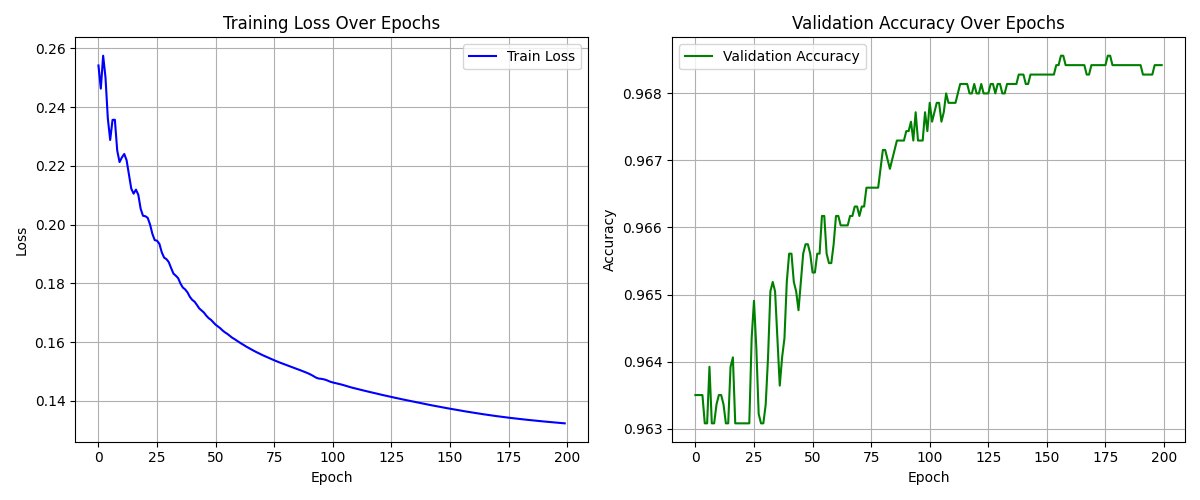 Training Loss Over Epochs
Train Loss
Loss
0.26
0.24
0.22
0.20
0.18
0.16
0.14
0 25 50 75 100 125 150 175 200
Epoch
Validation Accuracy Over Epochs
Validation Accuracy
Accuracy
0.968
0.967
0.966
0.965
0.964
0.963
0 25 50 75 100 125 150 175 200
Epoch